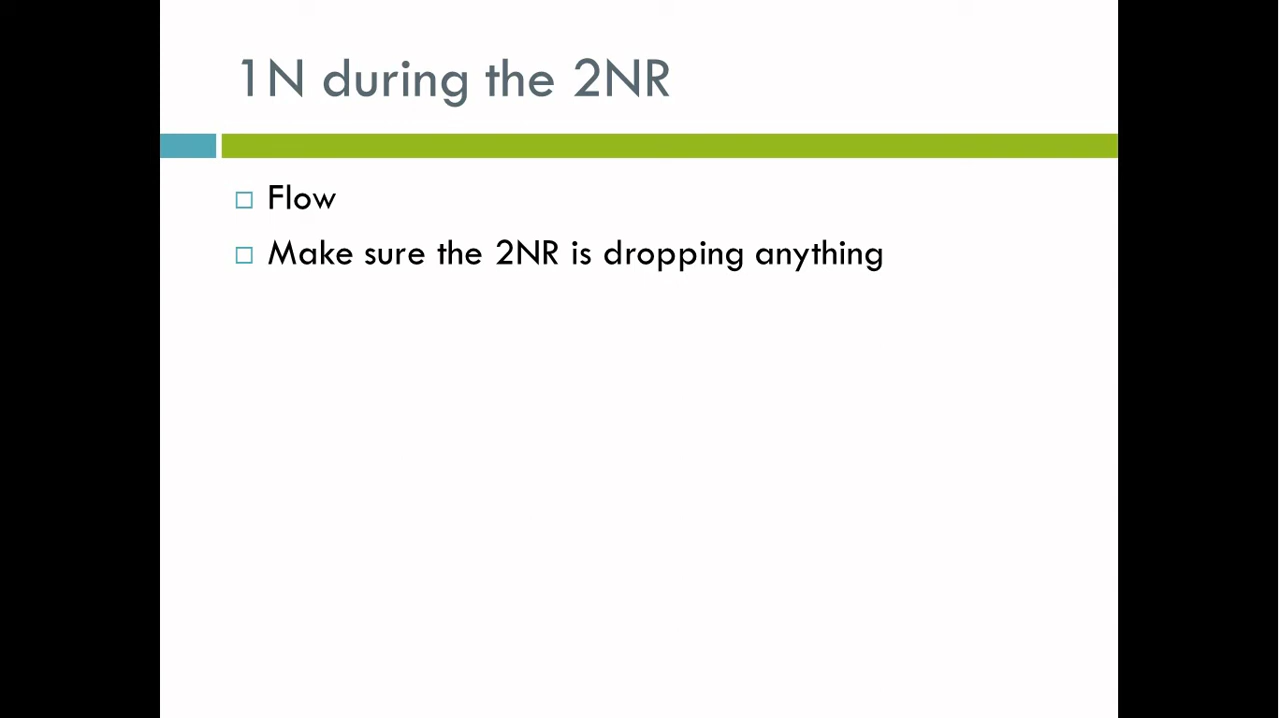 1N during the 2NR
Flow
Make sure the 2NR is dropping anything